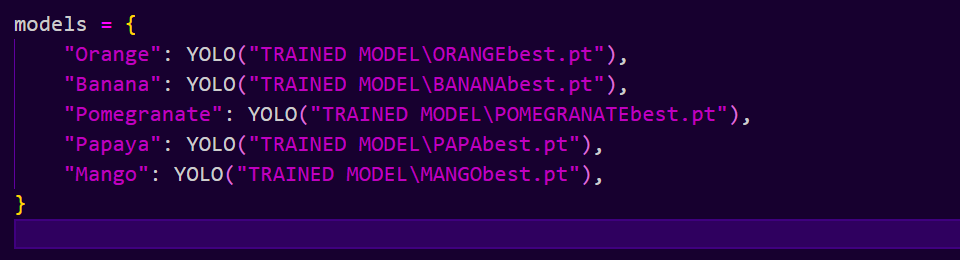 models = {
    "Orange": YOLO("TRAINED MODEL\ORANGEbest.pt"),
    "Banana": YOLO("TRAINED MODEL\BANANAbest.pt"),
    "Pomegranate": YOLO("TRAINED MODEL\POMEGRANATEbest.pt"),
    "Papaya": YOLO("TRAINED MODEL\PAPAbest.pt"),
    "Mango": YOLO("TRAINED MODEL\MANGObest.pt"),
}